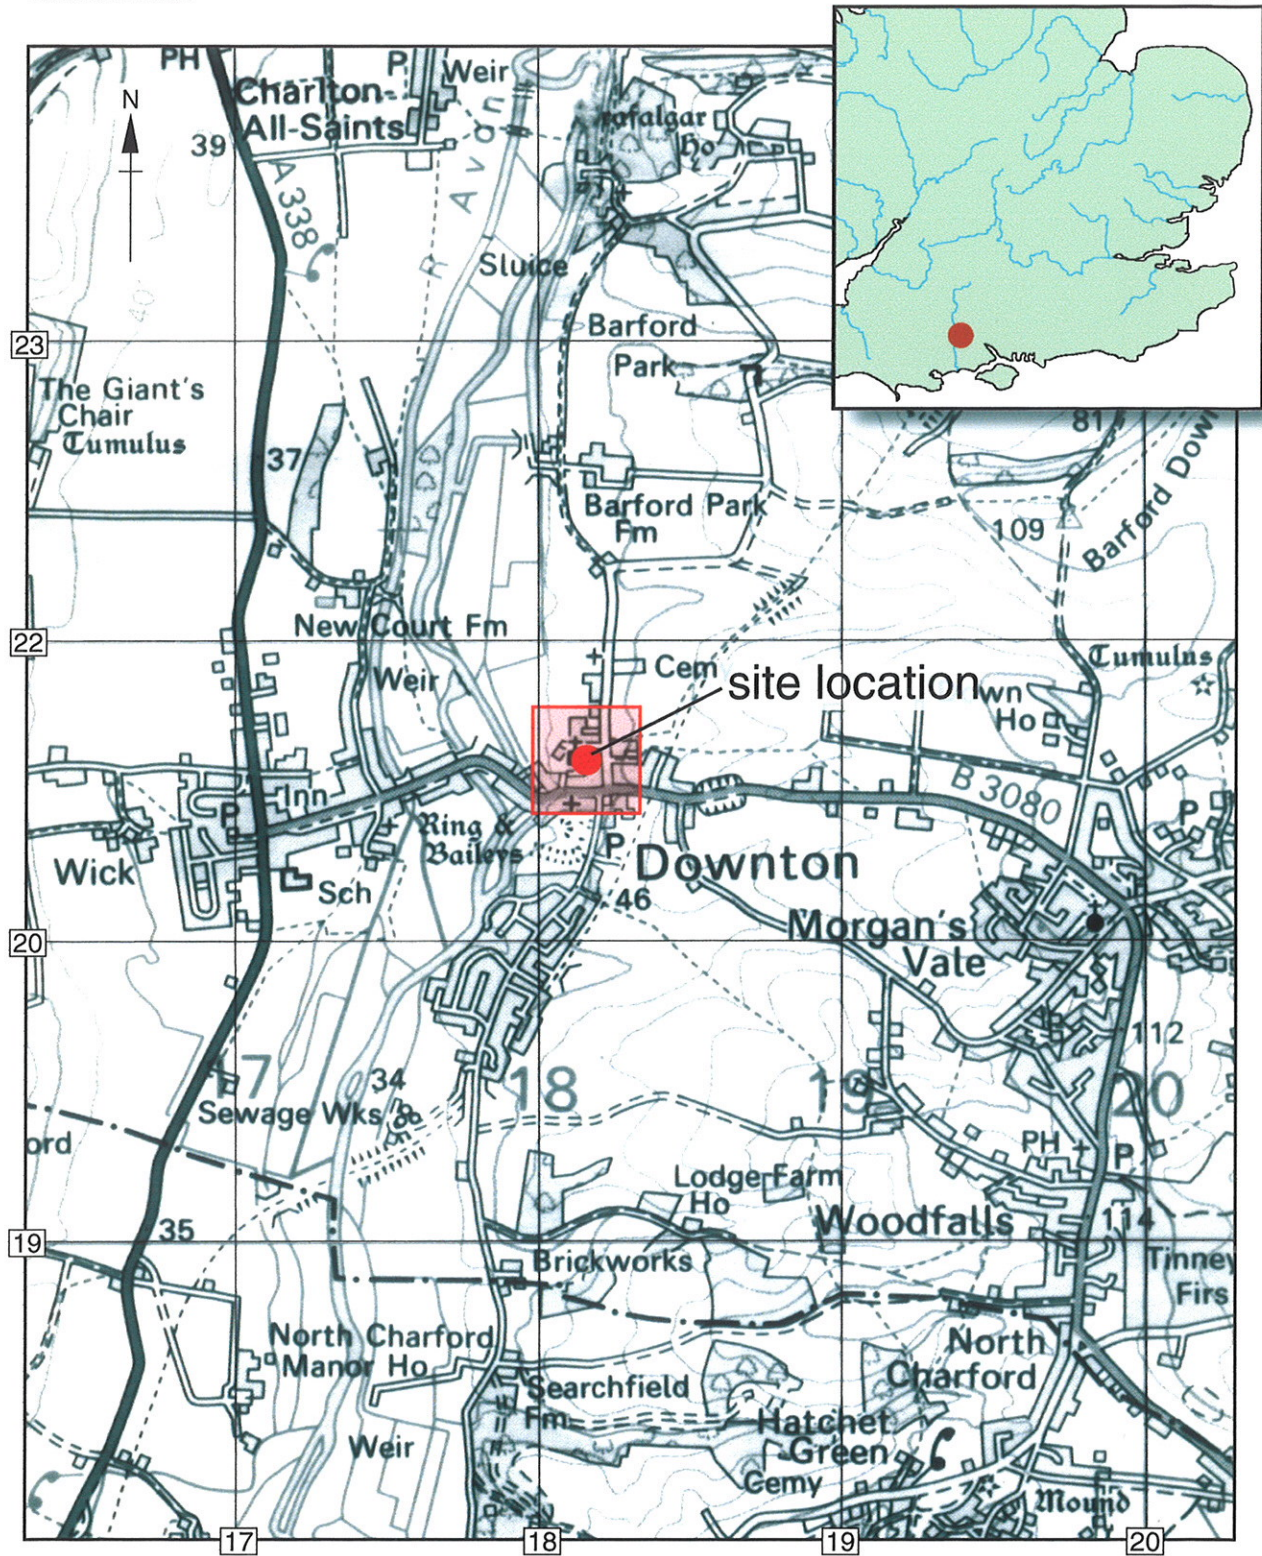 PH
P
Weir
Charlton-
All-Saints
N
39
A 338
R Avon
Trafalgar
Ho
Sluice
Barford
Park
23
The Giant's
Chair
Tumulus
37
81
Barford Down
109
Barford Park
Fm
New Court Fm
22
Weir
Cem
Tumulus
site location
wn
Ho
Inn
P
B 3080
P
Ring &
Baileys
P
Wick
Sch
Downton
46
Morgan's
Vale
20
112
17
34
18
19
20
Sewage Wks
ord
PH
P
Lodge Farm
Ho
35
Woodfalls
114
19
Brickworks
Tinney
Firs
North Charford
Manor Ho
North
Charford
Searchfield
Fm
Hatchet
Green
Weir
Cemy
Mound
17
18
19
20